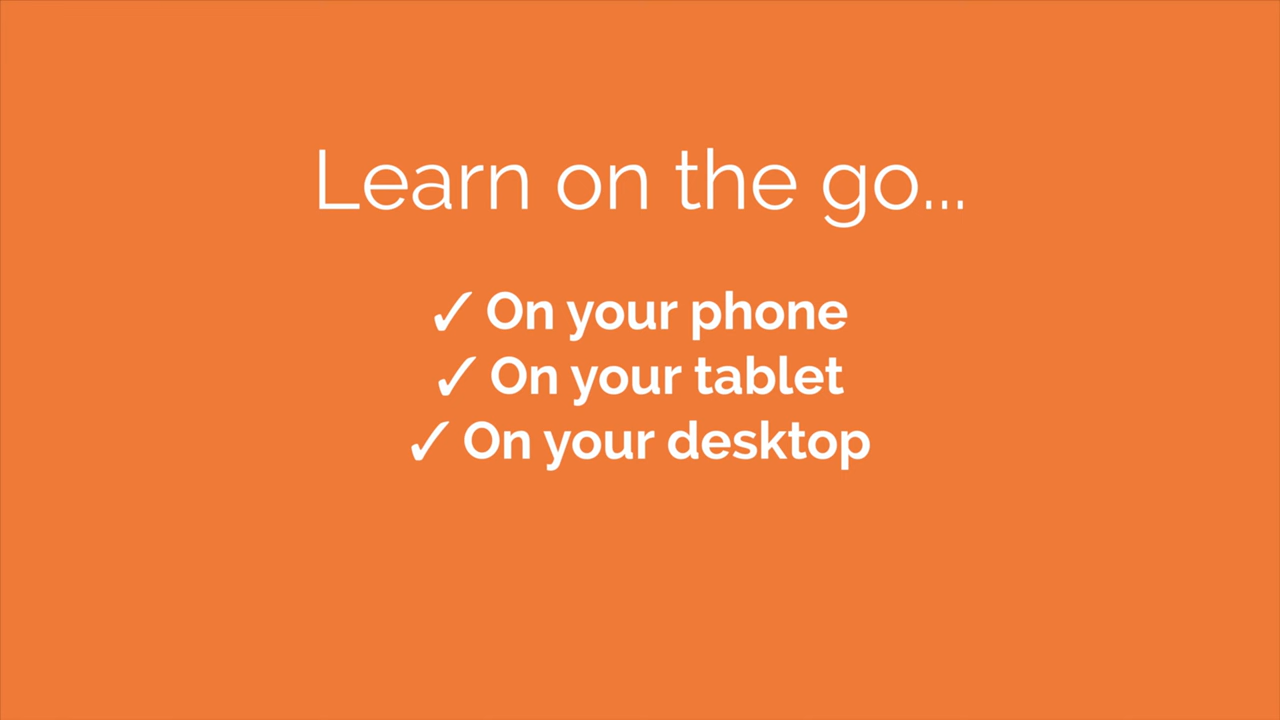 Learn on the go...
✓ On your phone
✓ On your tablet
✓ On your desktop